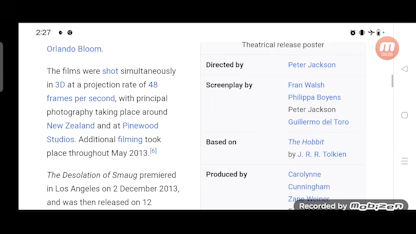 2:27
00:05
Orlando Bloom.
The films were shot simultaneously
in 3D at a projection rate of 48
frames per second, with principal
photography taking place around
New Zealand and at Pinewood
Studios. Additional filming took
place throughout May 2013.[6]
The Desolation of Smaug premiered
in Los Angeles on 2 December 2013,
and was then released on 12
Theatrical release poster
Directed by Peter Jackson
Screenplay by Fran Walsh
Philippa Boyens
Peter Jackson
Guillermo del Toro
Based on The Hobbit
by J. R. R. Tolkien
Produced by Carolynne
Cunningham
Zane Weiner
Recorded by Mobizen